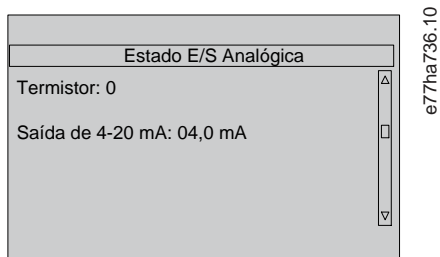 Estado E/S Analógica
Termistor: 0
Saída de 4-20 mA: 04,0 mA
e77ha736.10